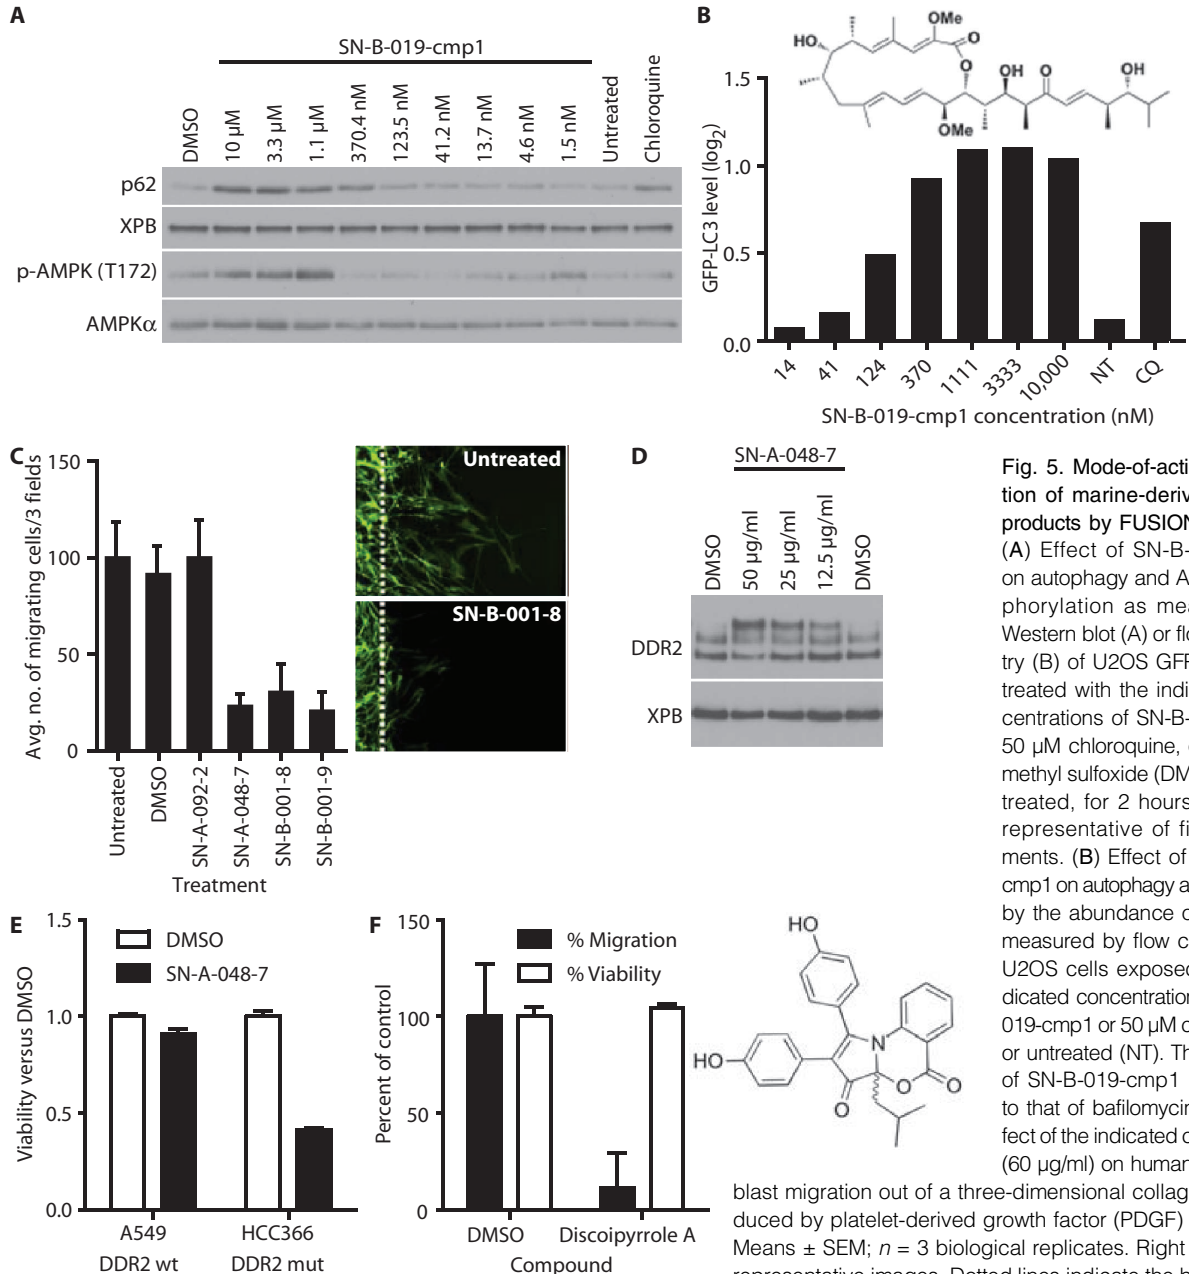 A
SN-B-019-cmp1
DMSO
10 µM
3.3 µM
1.1 µM
370.4 nM
123.5 nM
41.2 nM
13.7 nM
4.6 nM
1.5 nM
Untreated
Chloroquine
p62
XPB
p-AMPK (T172)
AMPKα
B
OMe
HO
O
O
OH
O
OH
OMe
GFP-LC3 level (log2)
1.5
1.0
0.5
0.0
14
41
124
370
1111
3333
10,000
NT
CQ
SN-B-019-cmp1 concentration (nM)
C
Avg. no. of migrating cells/3 fields
150
100
50
0
Untreated
DMSO
SN-A-092-2
SN-A-048-7
SN-B-001-8
SN-B-001-9
Treatment
Untreated
SN-B-001-8
D
SN-A-048-7
DMSO
50 µg/ml
25 µg/ml
12.5 µg/ml
DMSO
DDR2
XPB
E
Viability versus DMSO
1.5
1.0
0.5
0.0
DMSO
SN-A-048-7
A549
HCC366
DDR2 wt
DDR2 mut
F
Percent of control
150
100
50
0
% Migration
% Viability
DMSO
Discoipyrrole A
Compound
HO
HO
N
O
O
O
Fig. 5. Mode-of-acti
tion of marine-deriv
products by FUSION
(A) Effect of SN-B-
on autophagy and A
phorylation as mea
Western blot (A) or flo
try (B) of U2OS GFP
treated with the indi
centrations of SN-B-
50 µM chloroquine,
methyl sulfoxide (DM
treated, for 2 hours
representative of fi
ments. (B) Effect of
cmp1 on autophagy a
by the abundance o
measured by flow c
U2OS cells exposed
dicated concentration
019-cmp1 or 50 µM c
or untreated (NT). Th
of SN-B-019-cmp1
to that of bafilomycin
fect of the indicated c
(60 µg/ml) on human
blast migration out of a three-dimensional collag
duced by platelet-derived growth factor (PDGF)
Means ± SEM; n = 3 biological replicates. Right
representative images. Dotted lines indicate the b